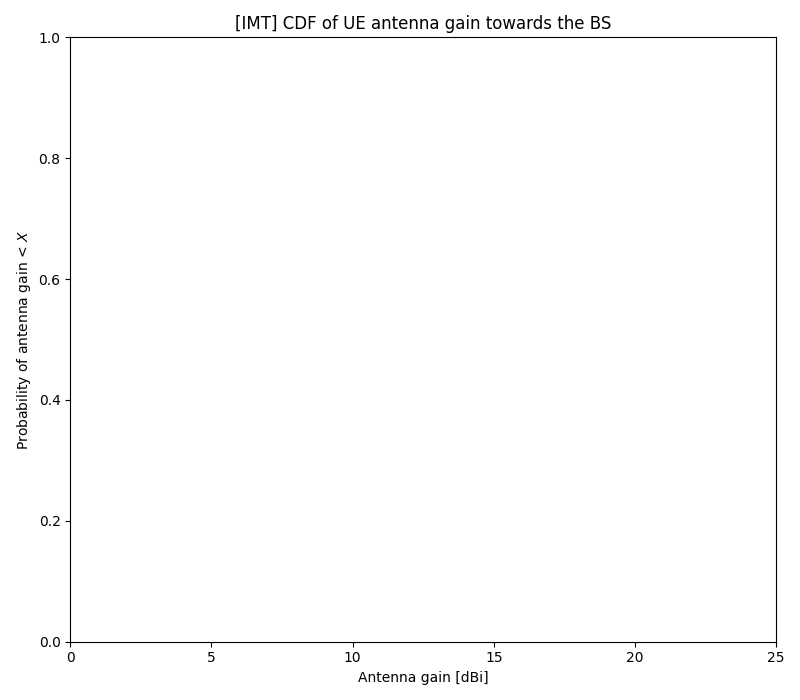 [IMT] CDF of UE antenna gain towards the BS
1.0
0.8
0.6
0.4
0.2
0.0
Probability of antenna gain < X
0 5 10 15 20 25
Antenna gain [dBi]